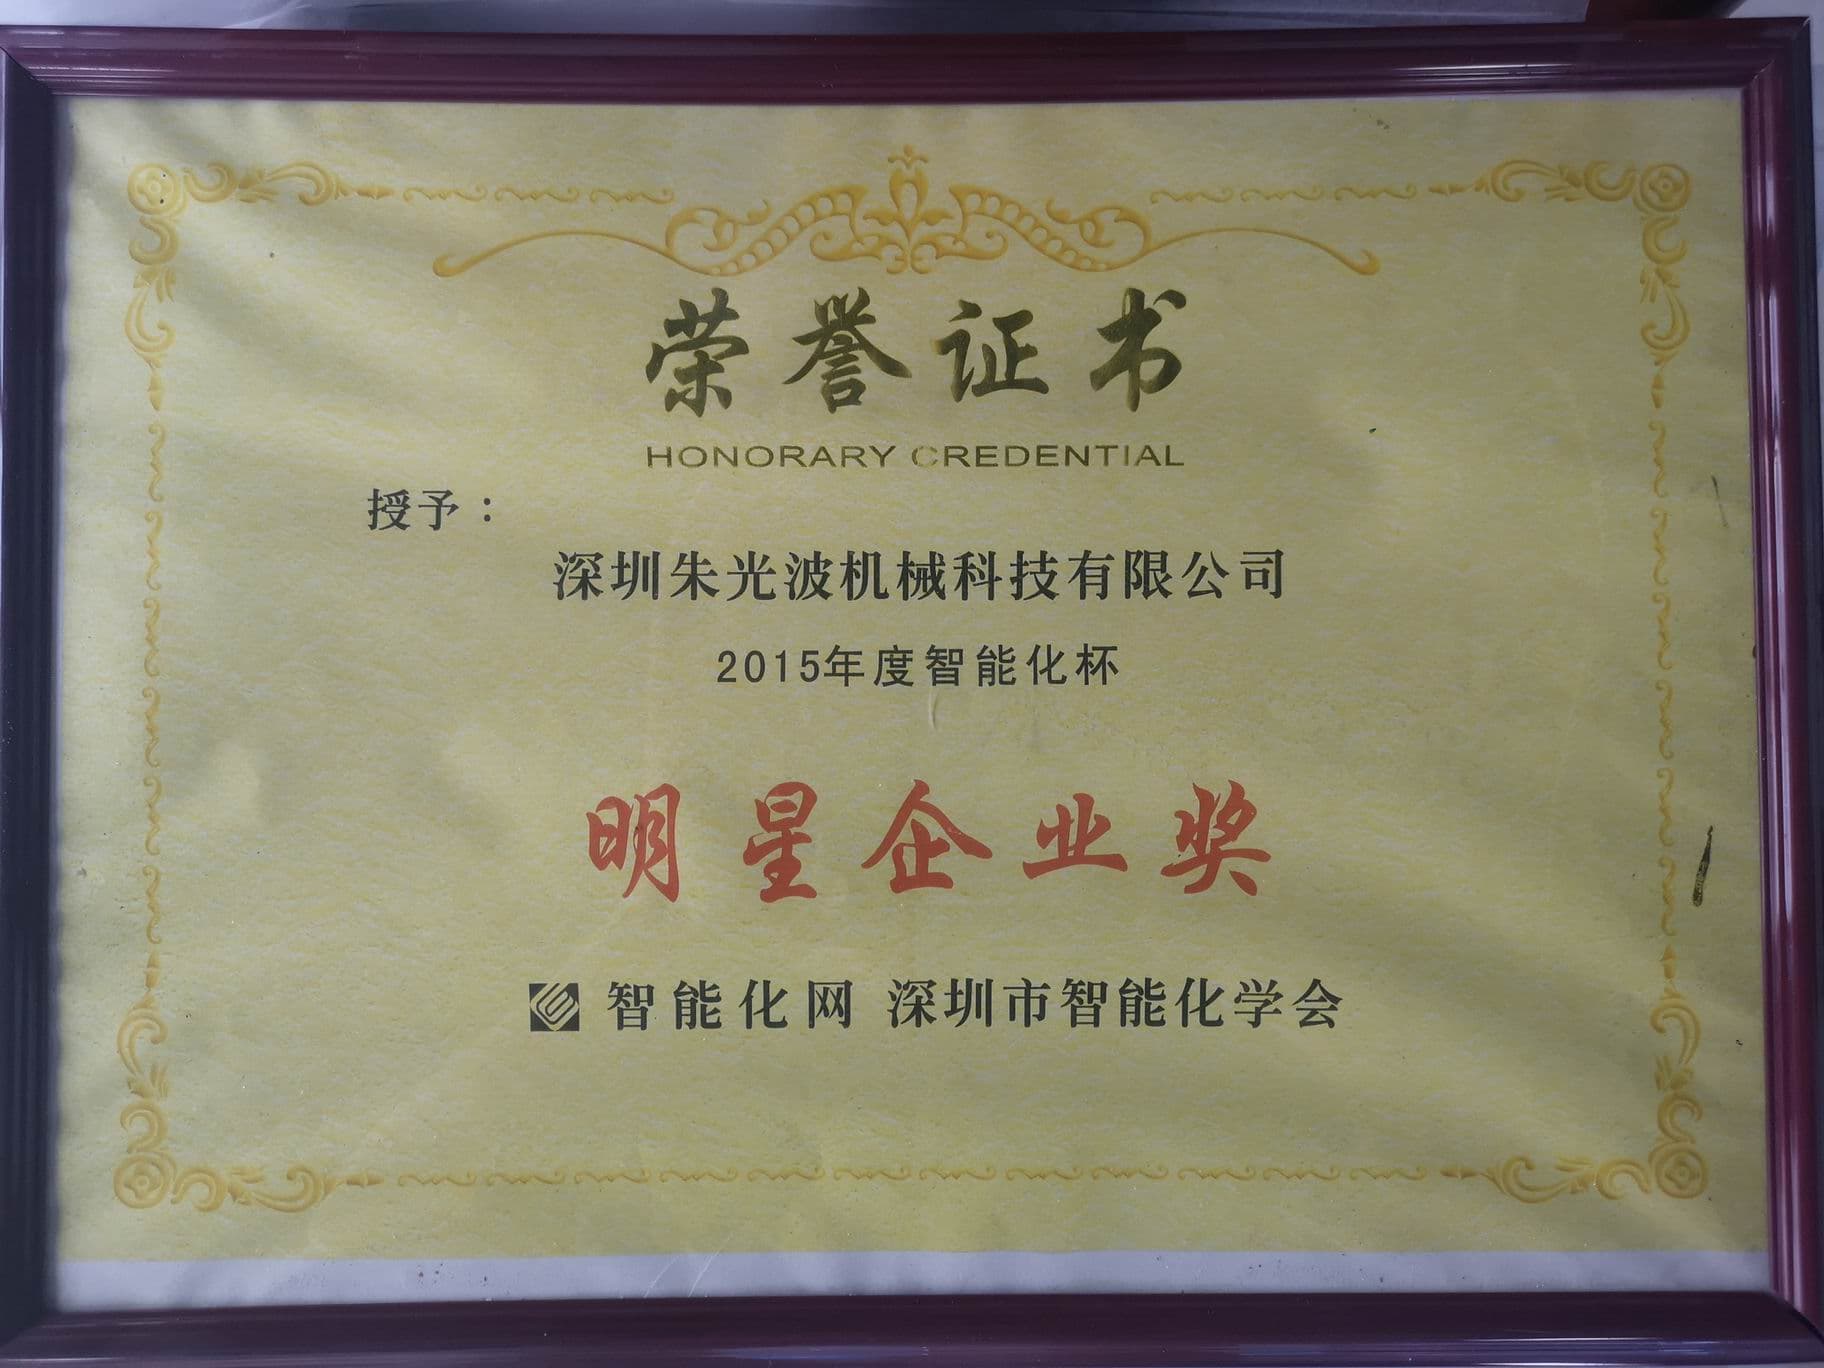 荣誉证书
HONORARY CREDENTIAL
授予：
深圳朱光波机械科技有限公司
2015年度智能化杯
明星企业奖
智能化网 深圳市智能化学会